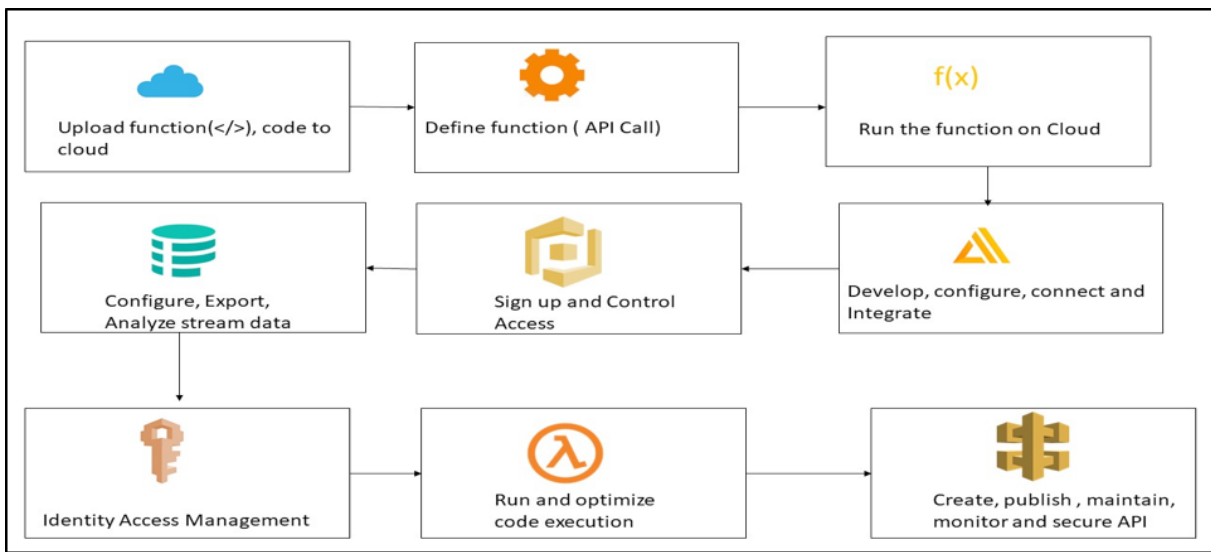 Upload function(</>), code to
cloud
Define function ( API Call)
f(x)
Run the function on Cloud
Develop, configure, connect and
Integrate
Sign up and Control
Access
Configure, Export,
Analyze stream data
Identity Access Management
λ
Run and optimize
code execution
Create, publish , maintain,
monitor and secure API